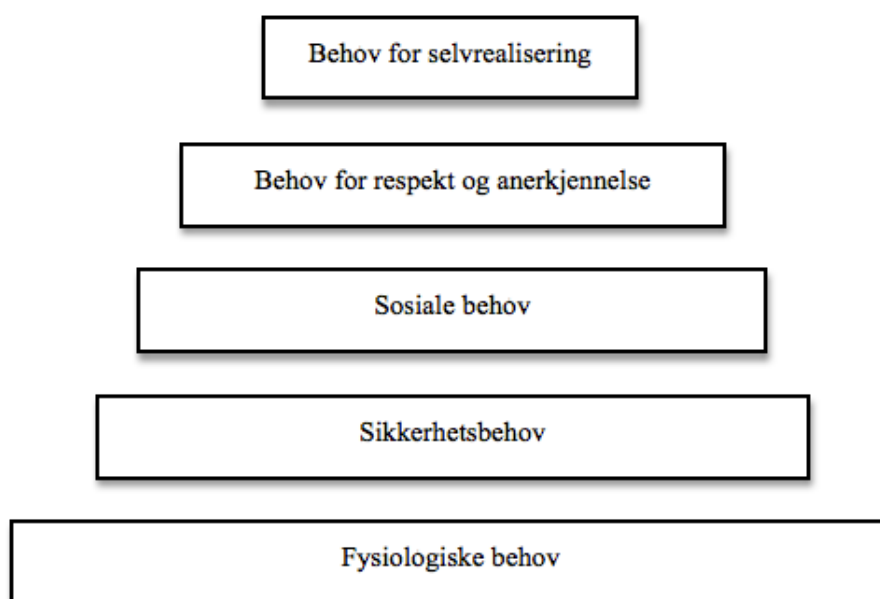 Behov for selvrealisering
Behov for respekt og anerkjennelse
Sosiale behov
Sikkerhetsbehov
Fysiologiske behov